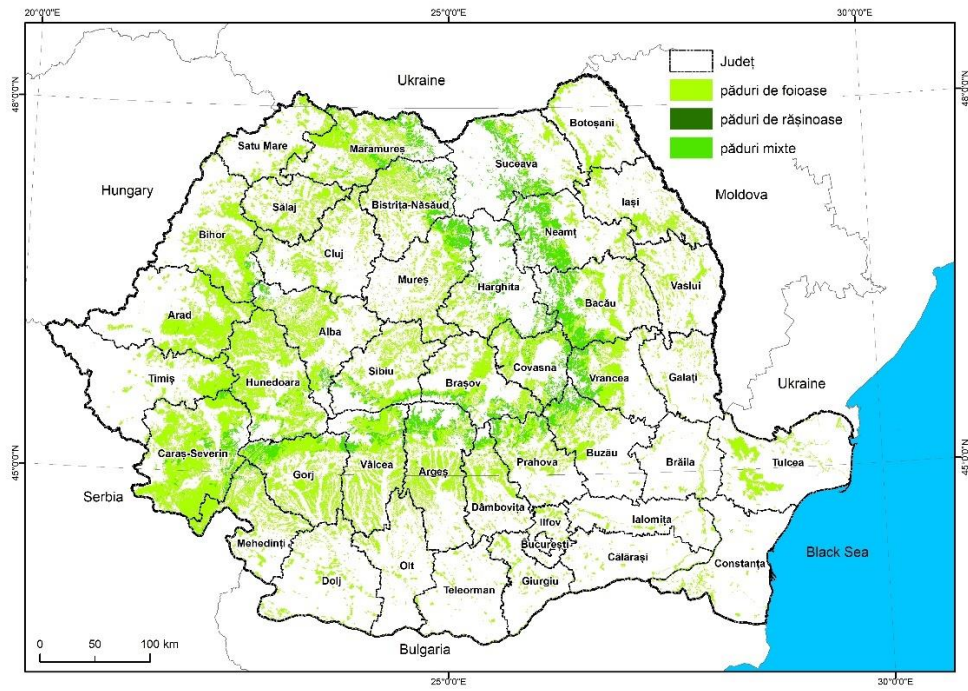 20°0'0"E
25°0'0"E
30°0'0"E
48°0'0"N
48°0'0"N
Ukraine
Județ
păduri de foioase
păduri de rășinoase
păduri mixte
Botoșani
Satu Mare
Maramureș
Suceava
Hungary
Moldova
Sălaj
Bistrița-Năsăud
Iași
Bihor
Neamț
Cluj
Mureș
Harghita
Bacău
Vaslui
Arad
Alba
Timiș
Hunedoara
Sibiu
Brașov
Covasna
Vrancea
Galați
Ukraine
Caraș-Severin
45°0'0"N
Gorj
Vâlcea
Argeș
Prahova
Buzău
Brăila
Tulcea
45°0'0"N
Serbia
Dâmbovița
Ilfov
Ialomița
București
Mehedinți
Călărași
Constanța
Black Sea
Dolj
Olt
Teleorman
Giurgiu
0 50 100 km
Bulgaria
25°0'0"E
30°0'0"E